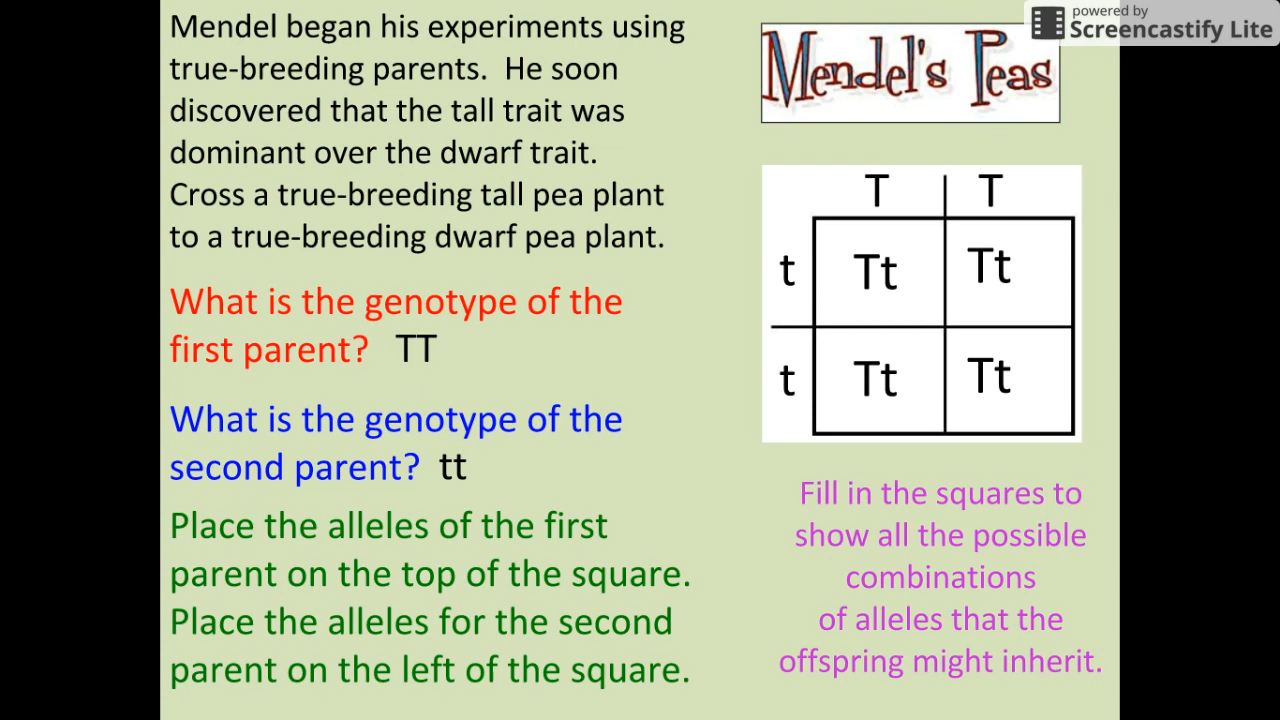 Mendel began his experiments using
true-breeding parents.  He soon
discovered that the tall trait was
dominant over the dwarf trait.
Cross a true-breeding tall pea plant
to a true-breeding dwarf pea plant.
What is the genotype of the
first parent?  TT
What is the genotype of the
second parent?  tt
Place the alleles of the first
parent on the top of the square.
Place the alleles for the second
parent on the left of the square.
powered by
Screencastify Lite
Mendel's Peas
T T
t Tt Tt
t Tt Tt
Fill in the squares to
show all the possible
combinations
of alleles that the
offspring might inherit.